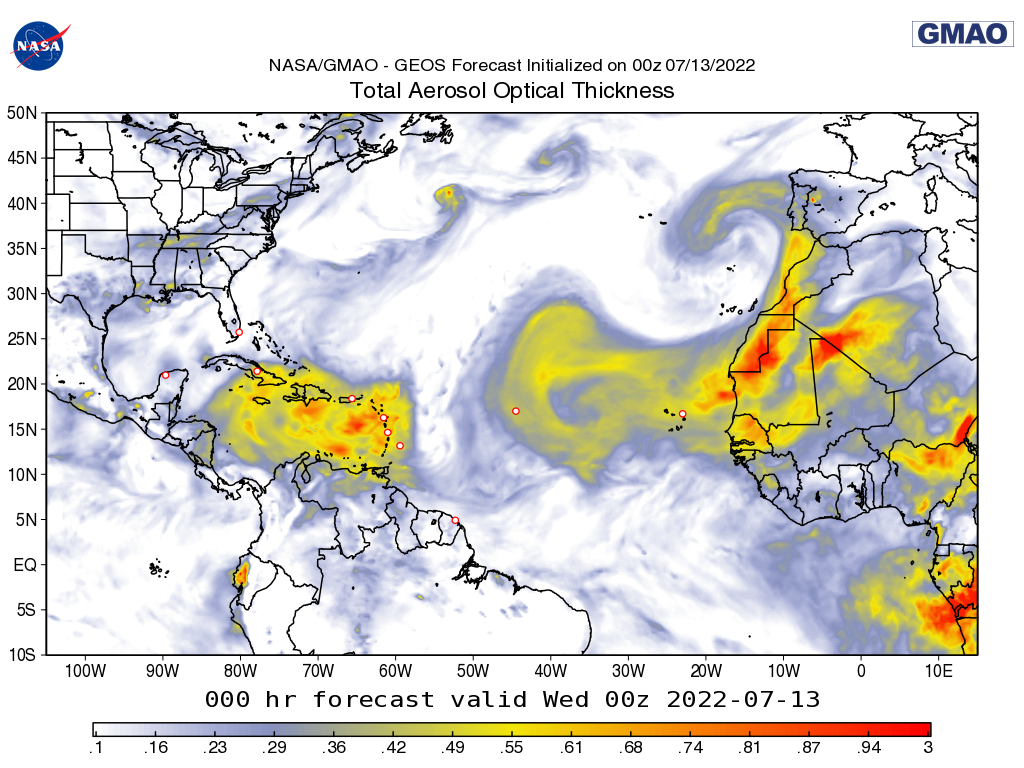 NASA
GMAO
NASA/GMAO - GEOS Forecast Initialized on 00z 07/13/2022
Total Aerosol Optical Thickness
50N
45N
40N
35N
30N
25N
20N
15N
10N
5N
EQ
5S
10S
100W 90W 80W 70W 60W 50W 40W 30W 20W 10W 0 10E
000 hr forecast valid Wed 00z 2022-07-13
.1 .16 .23 .29 .36 .42 .49 .55 .61 .68 .74 .81 .87 .94 3